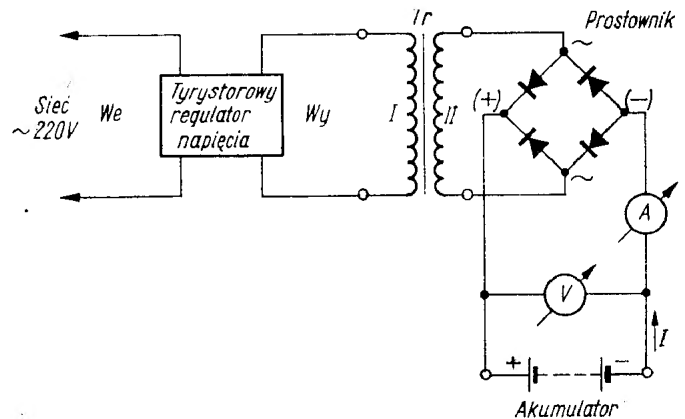 Tr
Prostownik
~
Sieć
~ 220V
We
Tyrystorowy
regulator
napięcia
Wy
I
II
(+)
(−)
~
A
V
I
+
−
Akumulator